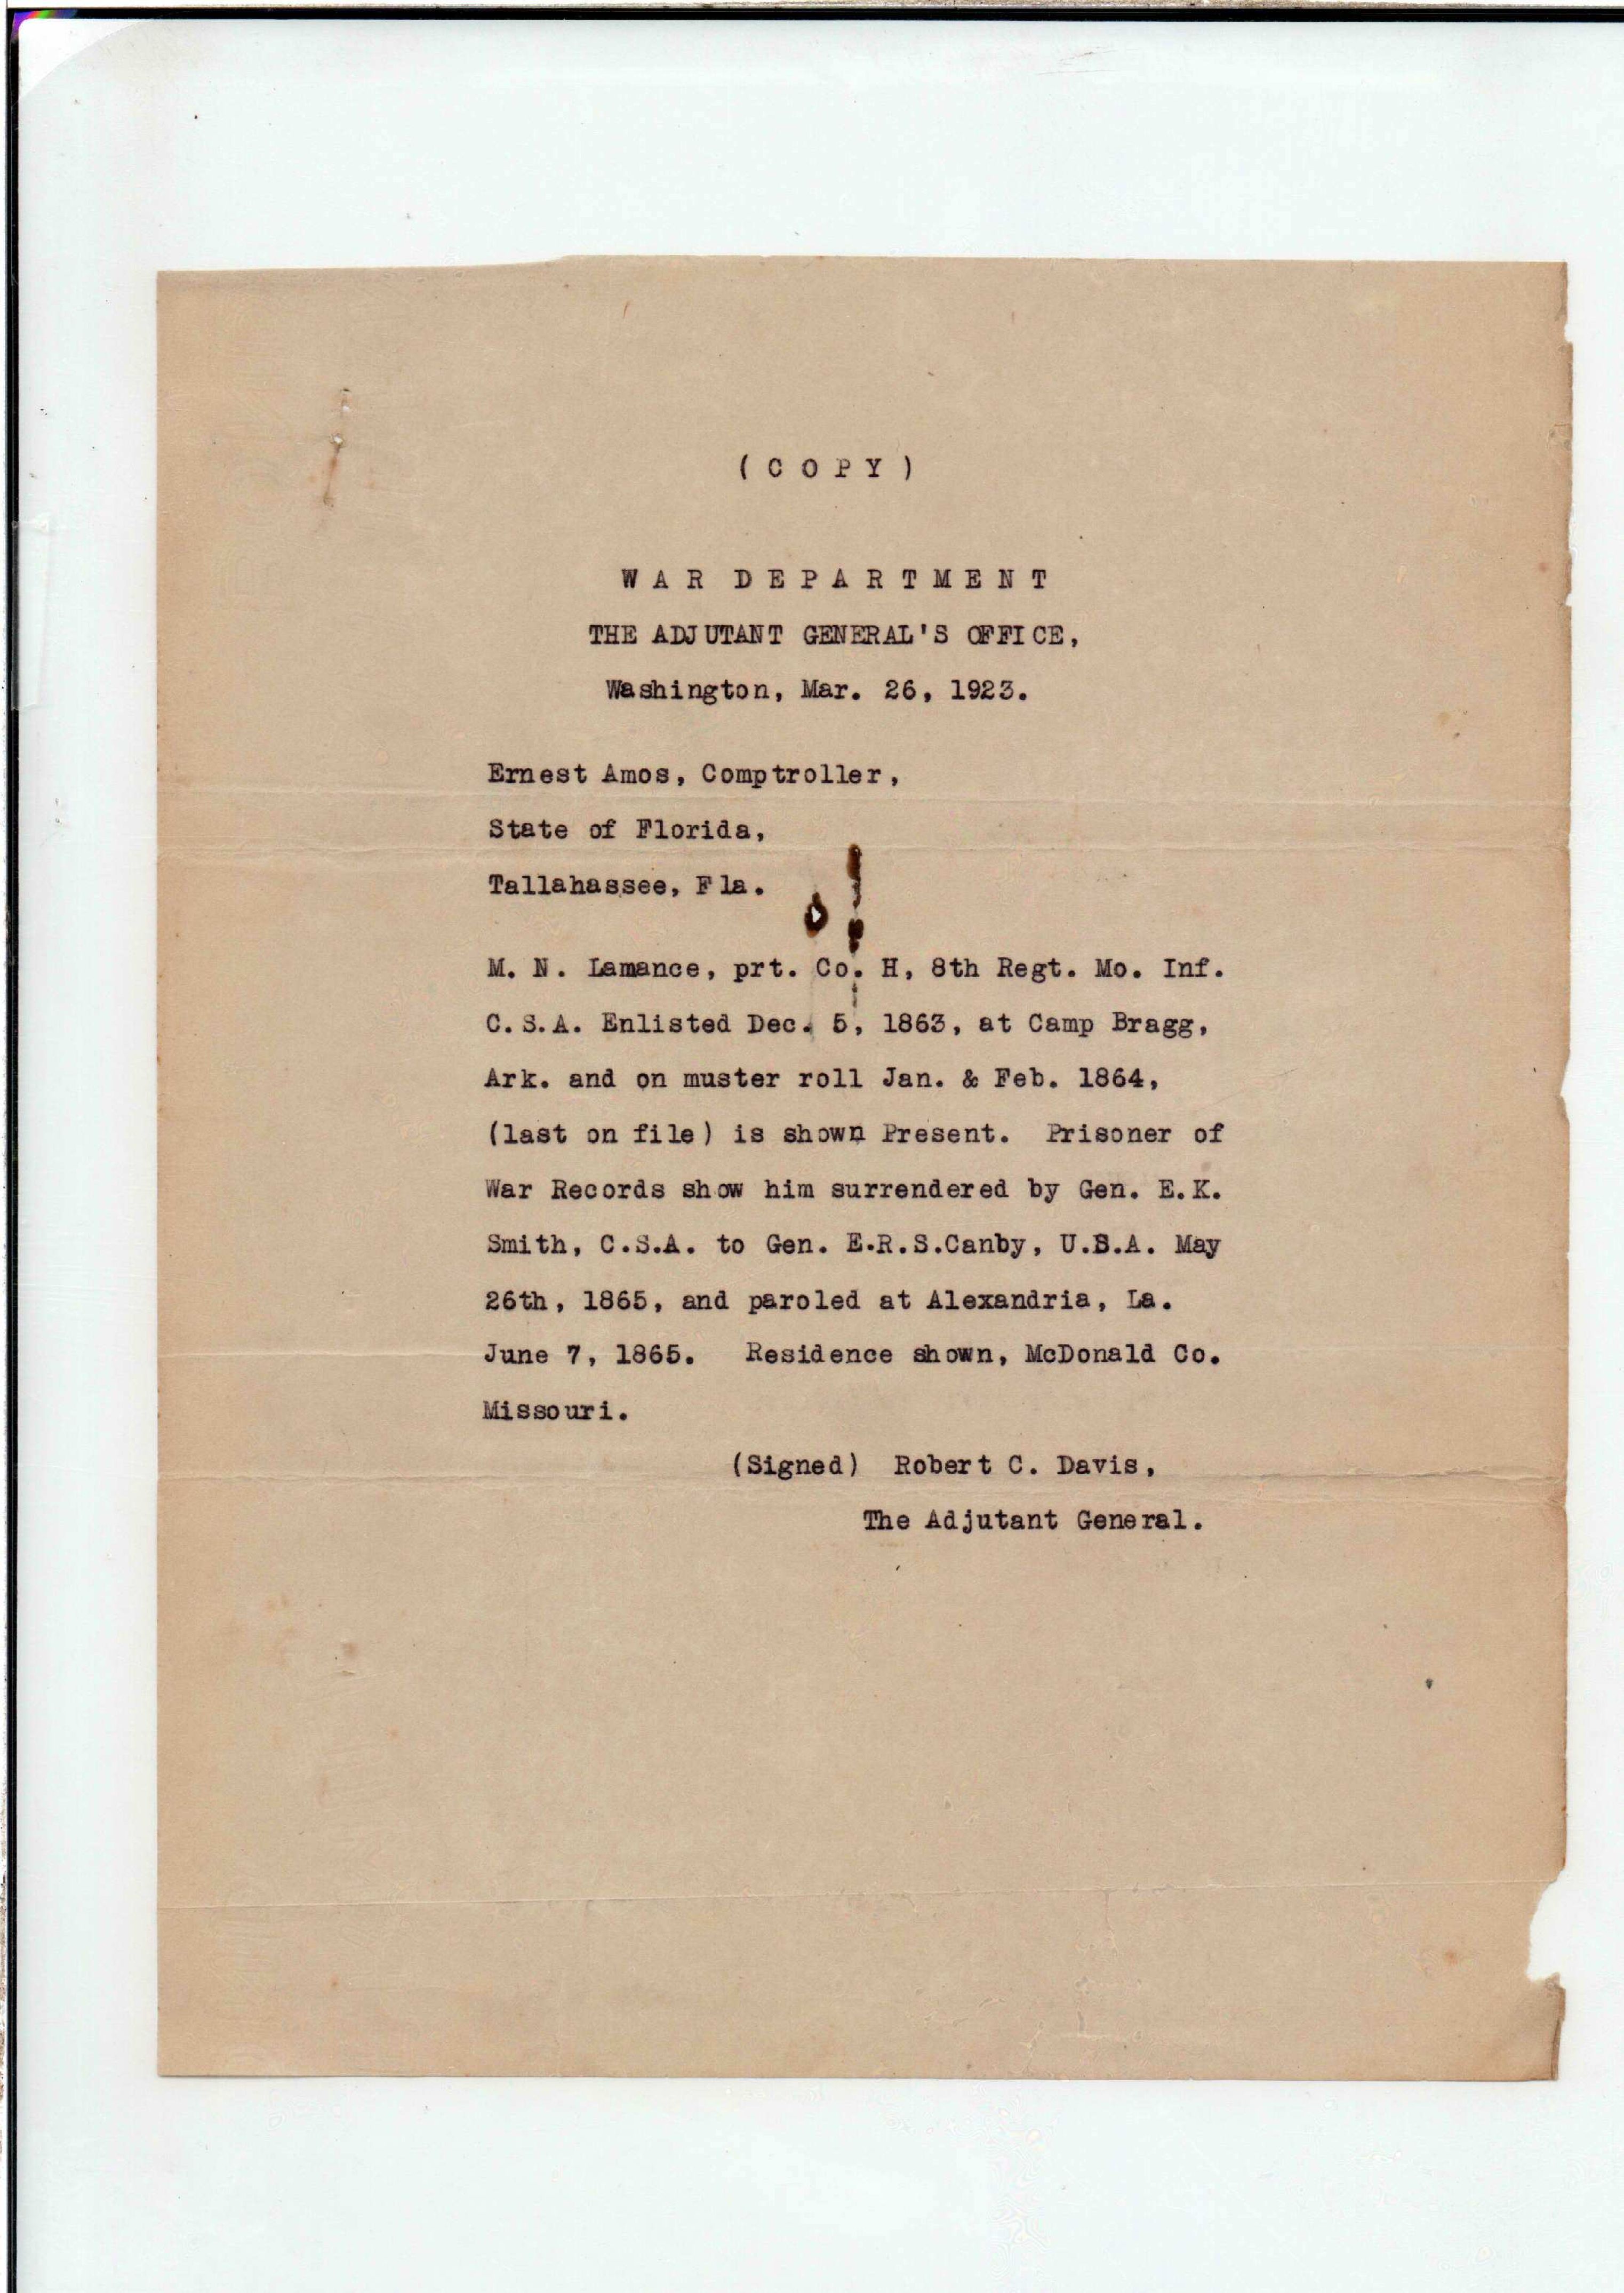 ( C O P Y )
W A R  D E P A R T M E N T
THE ADJUTANT GENERAL'S OFFICE,
Washington, Mar. 26, 1923.
Ernest Amos, Comptroller,
State of Florida,
Tallahassee, Fla.
M. N. Lamance, prt. Co. H, 8th Regt. Mo. Inf.
C.S.A. Enlisted Dec. 5, 1863, at Camp Bragg,
Ark. and on muster roll Jan. & Feb. 1864,
(last on file) is shown Present. Prisoner of
War Records show him surrendered by Gen. E.K.
Smith, C.S.A. to Gen. E.R.S.Canby, U.S.A. May
26th, 1865, and paroled at Alexandria, La.
June 7, 1865. Residence shown, McDonald Co.
Missouri.
(Signed) Robert C. Davis,
The Adjutant General.